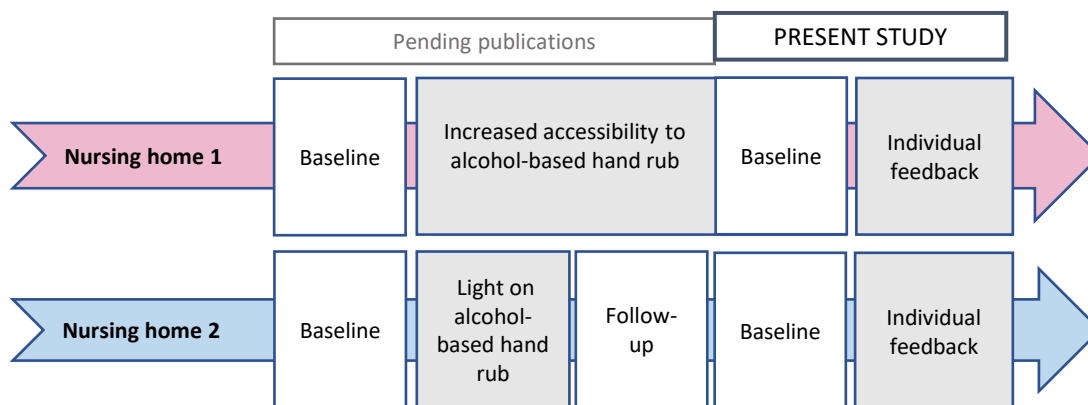 Pending publications
PRESENT STUDY
Nursing home 1
Baseline
Increased accessibility to
alcohol-based hand rub
Baseline
Individual
feedback
Nursing home 2
Baseline
Light on
alcohol-
based hand
rub
Follow-
up
Baseline
Individual
feedback